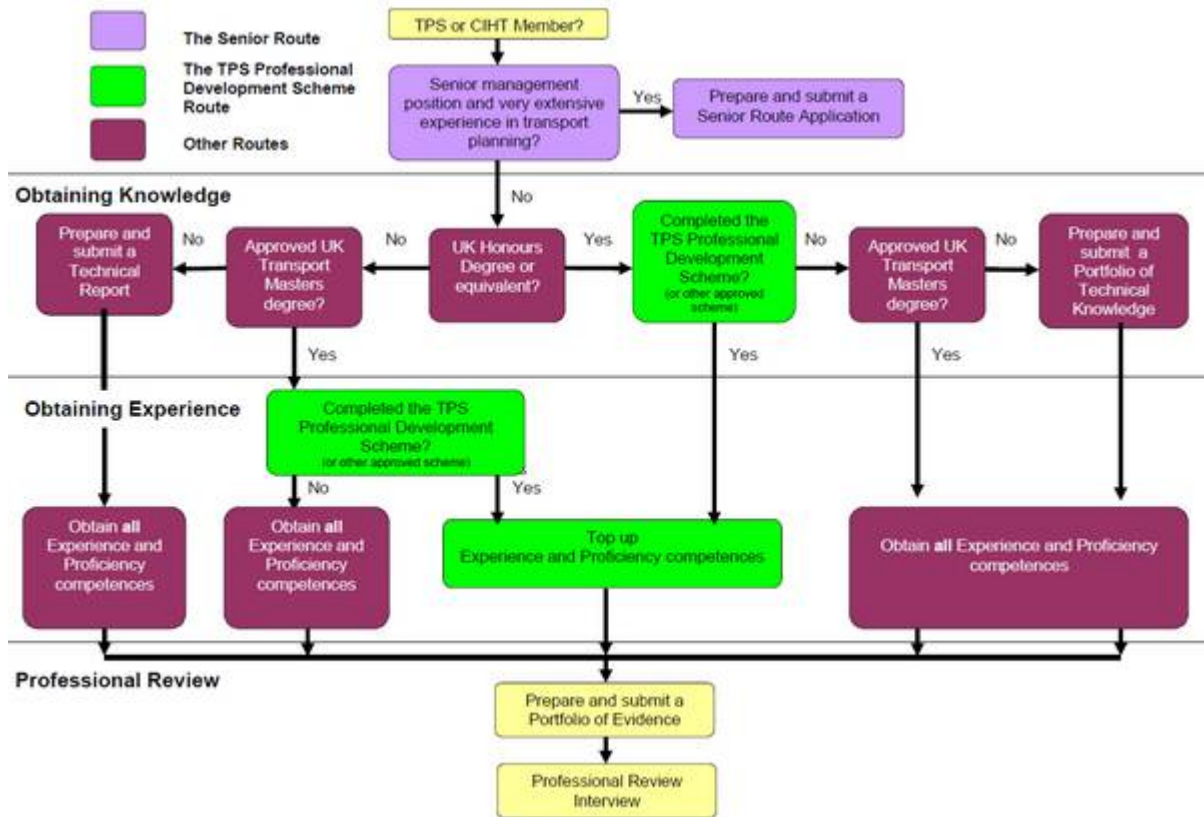 The Senior Route
The TPS Professional
Development Scheme
Route
Other Routes
TPS or CIHT Member?
Senior management
position and very extensive
experience in transport
planning?
Yes
Prepare and submit a
Senior Route Application
No
Obtaining Knowledge
Prepare and
submit a
Technical
Report
No
Approved UK
Transport
Masters
degree?
No
UK Honours
Degree or
equivalent?
Yes
Completed the
TPS Professional
Development
Scheme?
(or other approved
scheme)
No
Approved UK
Transport
Masters
degree?
No
Prepare and
submit a
Portfolio of
Technical
Knowledge
Yes
Yes
Yes
Obtaining Experience
Completed the TPS
Professional Development
Scheme?
(or other approved scheme)
No
Yes
Obtain all
Experience and
Proficiency
competences
Obtain all
Experience and
Proficiency
competences
Top up
Experience and Proficiency competences
Obtain all Experience and Proficiency
competences
Professional Review
Prepare and submit a
Portfolio of Evidence
Professional Review
Interview